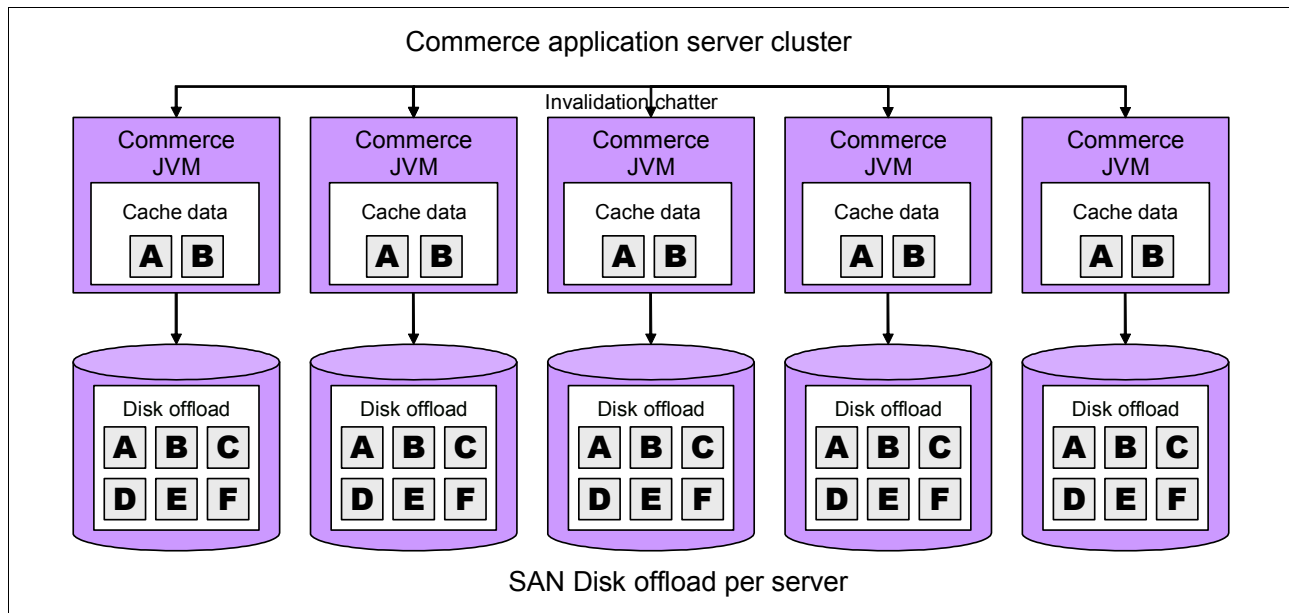 Commerce application server cluster
Invalidation chatter
Commerce
JVM
Commerce
JVM
Commerce
JVM
Commerce
JVM
Commerce
JVM
Cache data
Cache data
Cache data
Cache data
Cache data
A B
A B
A B
A B
A B
Disk offload
Disk offload
Disk offload
Disk offload
Disk offload
A B C
A B C
A B C
A B C
A B C
D E F
D E F
D E F
D E F
D E F
SAN Disk offload per server